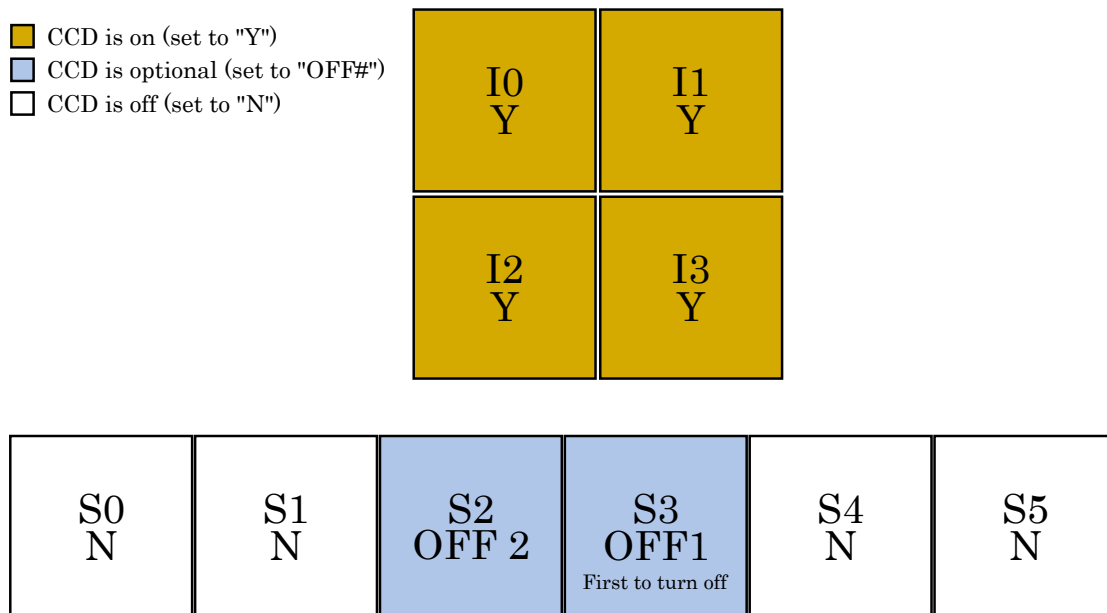 CCD is on (set to "Y")
CCD is optional (set to "OFF#")
CCD is off (set to "N")
I0
Y
I1
Y
I2
Y
I3
Y
S0
N
S1
N
S2
OFF 2
S3
OFF1
First to turn off
S4
N
S5
N